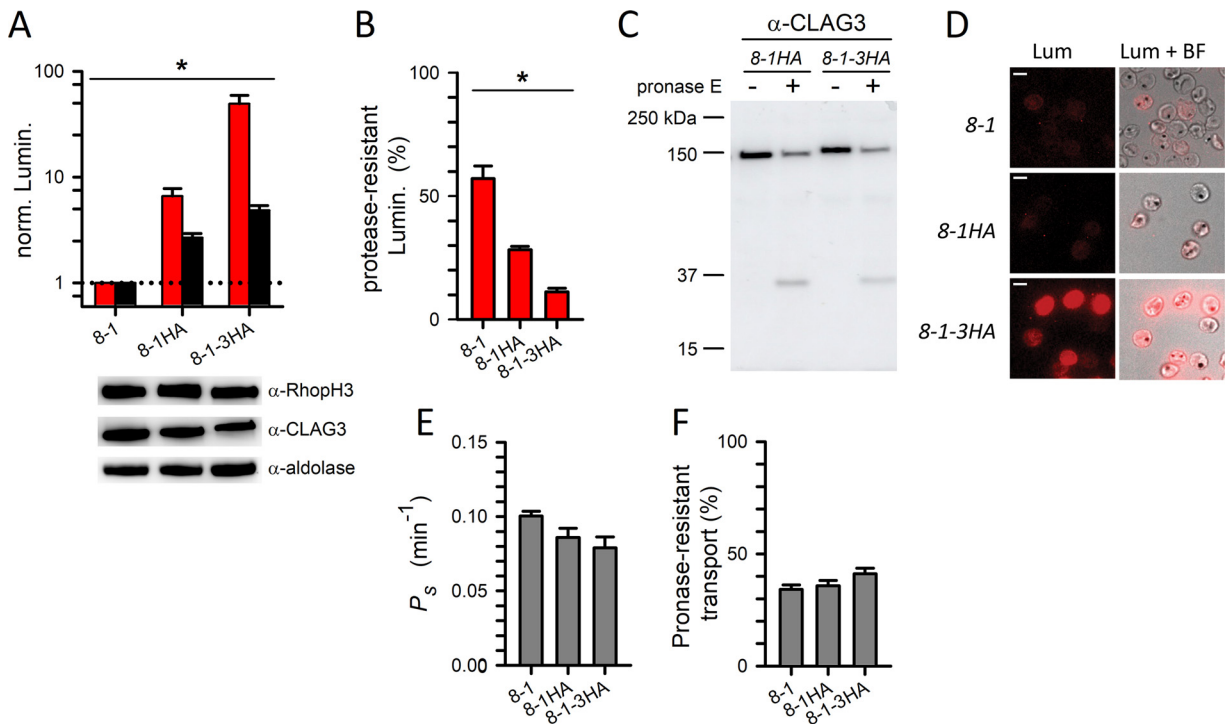 A
*
100
10
1
norm. Lumin.
8-1
8-1HA
8-1-3HA
α-RhopH3
α-CLAG3
α-aldolase
B
*
100
50
0
protease-resistant
Lumin. (%)
8-1
8-1HA
8-1-3HA
C
α-CLAG3
8-1HA 8-1-3HA
pronase E - + - +
250 kDa
150
37
15
D
Lum Lum + BF
8-1
8-1HA
8-1-3HA
E
0.15
0.10
0.05
0.00
Ps (min-1)
8-1
8-1HA
8-1-3HA
F
100
50
0
Pronase-resistant
transport (%)
8-1
8-1HA
8-1-3HA